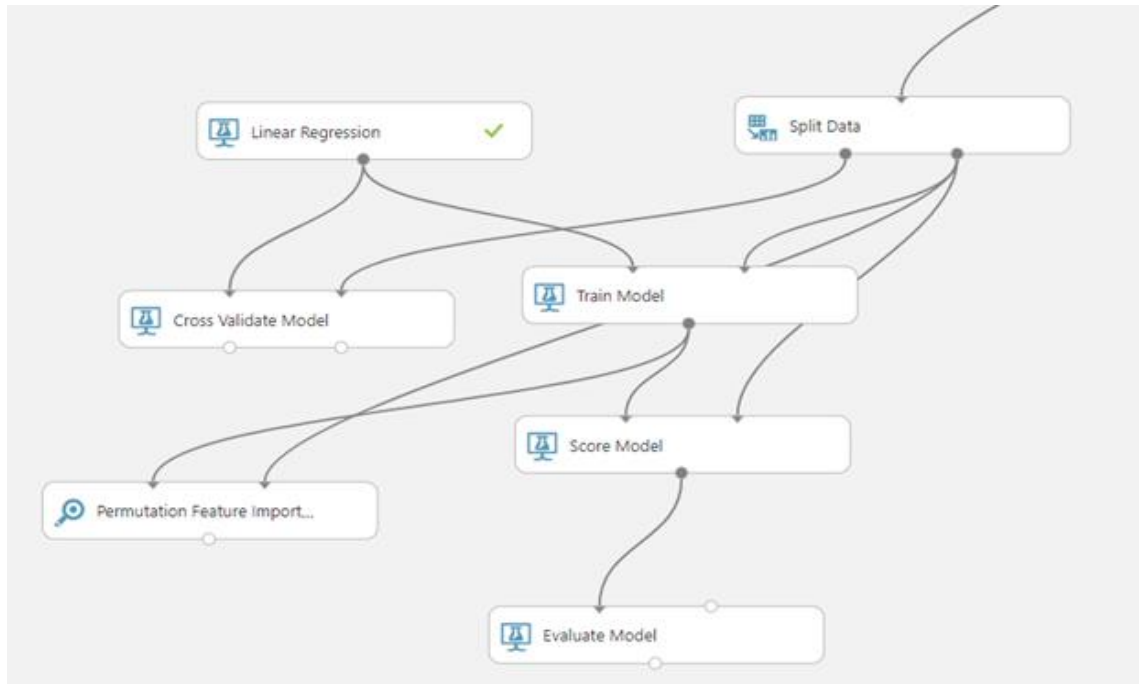 Linear Regression
Split Data
Train Model
Cross Validate Model
Score Model
Permutation Feature Import...
Evaluate Model